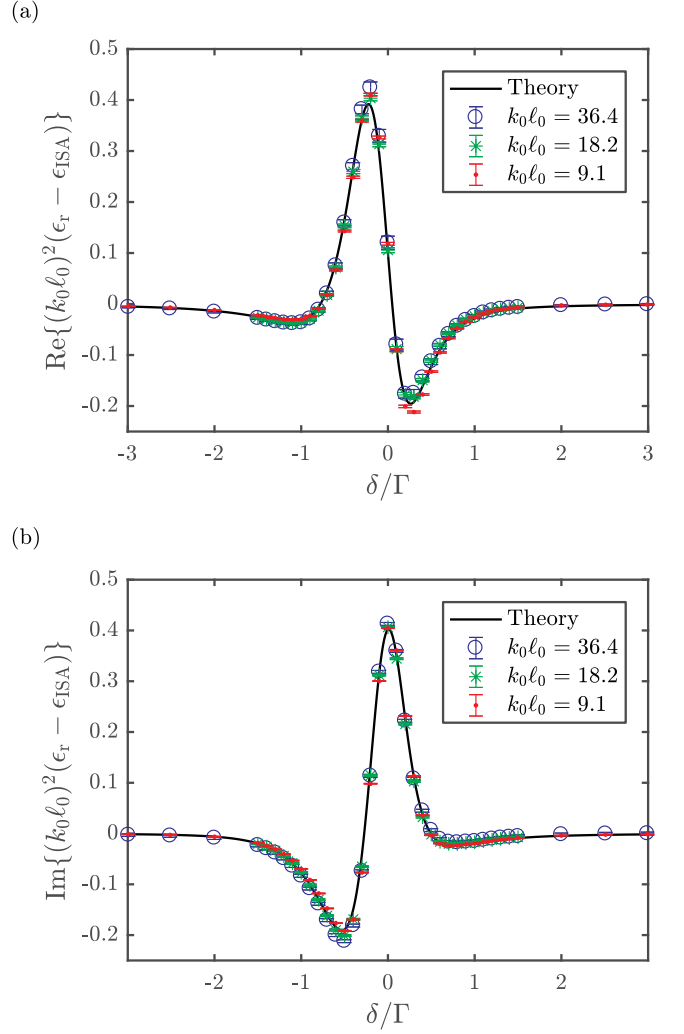 (a)
0.5
0.4
0.3
0.2
0.1
0
-0.1
-0.2
Re{(k₀ℓ₀)²(ϵᵣ − ϵ_ISA)}
Theory
k₀ℓ₀ = 36.4
k₀ℓ₀ = 18.2
k₀ℓ₀ = 9.1
-3 -2 -1 0 1 2 3
δ/Γ
(b)
0.5
0.4
0.3
0.2
0.1
0
-0.1
-0.2
Im{(k₀ℓ₀)²(ϵᵣ − ϵ_ISA)}
Theory
k₀ℓ₀ = 36.4
k₀ℓ₀ = 18.2
k₀ℓ₀ = 9.1
-2 -1 0 1 2 3
δ/Γ